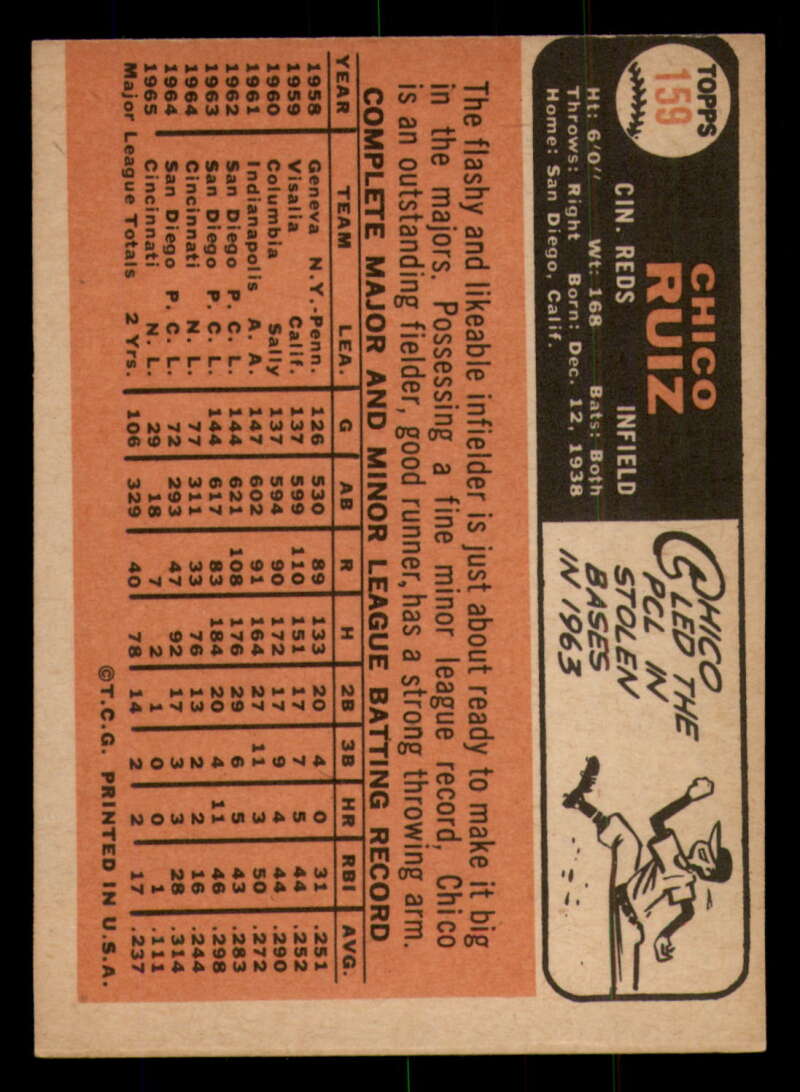 TOPPS
159
CHICO
RUIZ
CIN. REDS INFIELD
Ht: 6'0" Wt: 168 Bats: Both
Throws: Right Born: Dec. 12, 1938
Home: San Diego, Calif.
CHICO
LED THE
PCL IN
STOLEN
BASES
IN 1963
The flashy and likeable infielder is just about ready to make it big
in the majors. Possessing a fine minor league record, Chico
is an outstanding fielder, good runner, has a strong throwing arm.
COMPLETE MAJOR AND MINOR LEAGUE BATTING RECORD
YEAR TEAM LEA. G AB R H 2B 3B HR RBI AVG.
1958 Geneva N.Y.-Penn. 126 530 89 133 20 4 0 31 .251
1959 Visalia Calif. 137 599 110 151 17 7 5 44 .252
1960 Columbia Sally 137 594 90 172 17 9 4 44 .290
1961 Indianapolis A. A. 147 602 91 164 27 11 3 50 .272
1962 San Diego P. C. L. 144 621 108 176 29 6 5 43 .283
1963 San Diego P. C. L. 144 617 83 184 20 4 11 46 .298
1964 Cincinnati N. L. 77 311 33 76 13 2 2 16 .244
1964 San Diego P. C. L. 72 293 47 92 17 3 3 28 .314
1965 Cincinnati N. L. 29 18 7 2 1 0 0 1 .111
Major League Totals 2 Yrs. 106 329 40 78 14 2 2 17 .237
©T.C.G. PRINTED IN U.S.A.